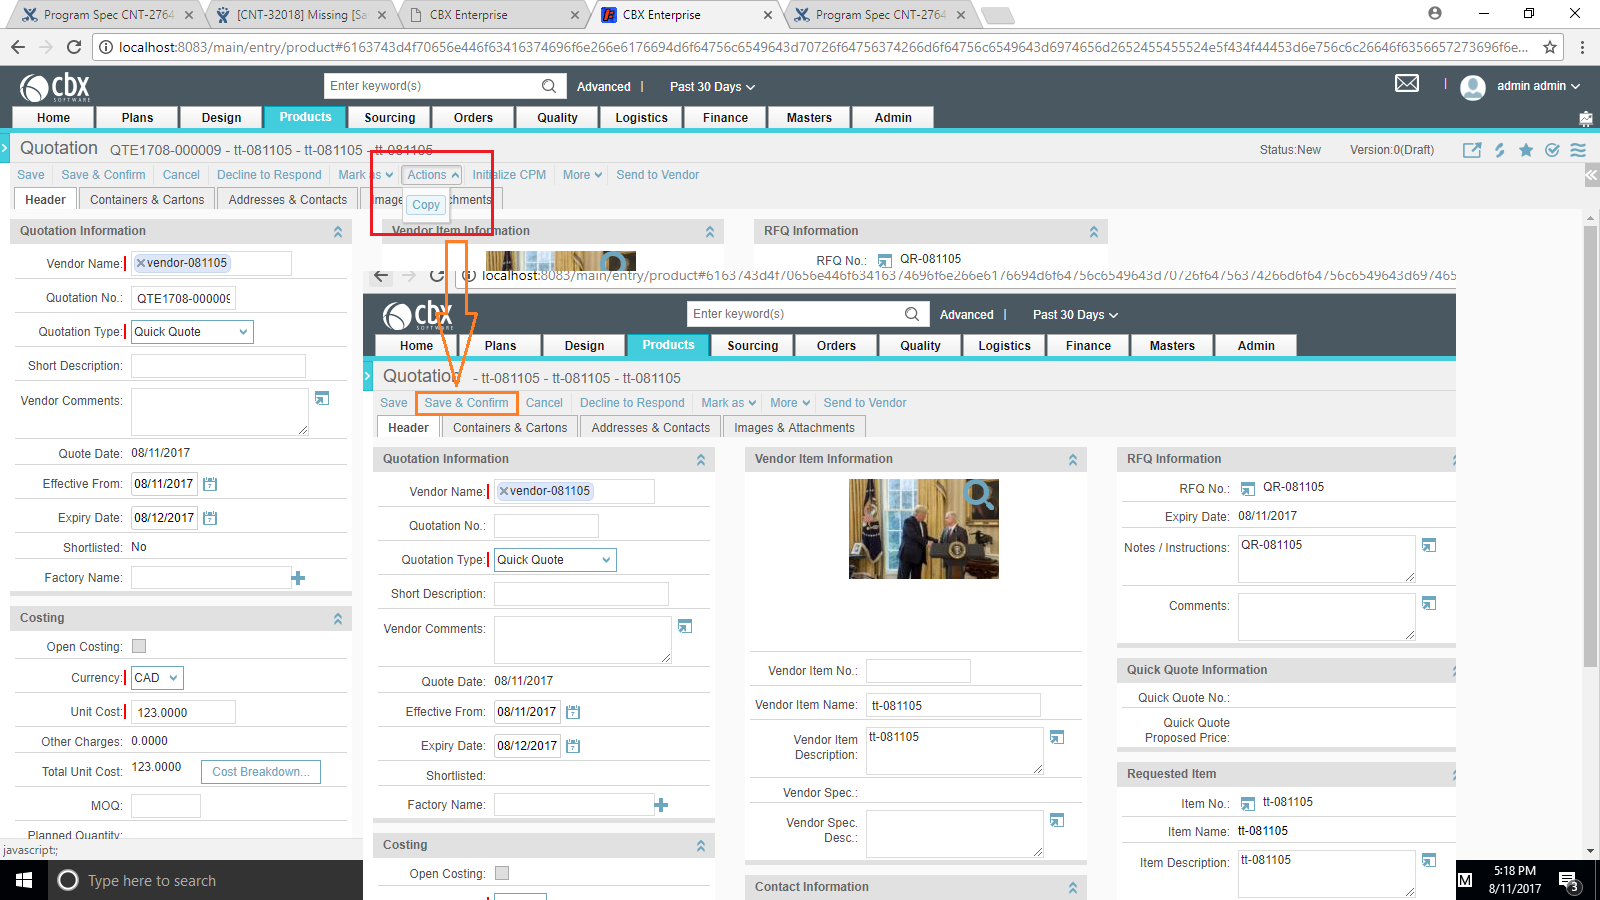 Program Spec CNT-2764
[CNT-32018] Missing [Sa
CBX Enterprise
CBX Enterprise
Program Spec CNT-2764
cbx
SOFTWARE
Enter keyword(s)
Advanced |
Past 30 Days
admin admin
Home
Plans
Design
Products
Sourcing
Orders
Quality
Logistics
Finance
Masters
Admin
Quotation QTE1708-000009 - tt-081105 - tt-081105 - tt-081105
Status:New
Version:0(Draft)
Save
Save & Confirm
Cancel
Decline to Respond
Mark as
Actions
Initialize CPM
More
Send to Vendor
Copy
Header
Containers & Cartons
Addresses & Contacts
Quotation Information
Vendor Name: vendor-081105
Quotation No.: QTE1708-000009
Quotation Type: Quick Quote
Short Description:
Vendor Comments:
Quote Date: 08/11/2017
Effective From: 08/11/2017
Expiry Date: 08/12/2017
Shortlisted: No
Factory Name:
Costing
Open Costing:
Currency: CAD
Unit Cost: 123.0000
Other Charges: 0.0000
Total Unit Cost: 123.0000
Cost Breakdown...
MOQ:
Planned Quantity:
javascript:;
Vendor Item Information
RFQ Information
RFQ No.: QR-081105
cbx
SOFTWARE
Enter keyword(s)
Advanced |
Past 30 Days
Home
Plans
Design
Products
Sourcing
Orders
Quality
Logistics
Finance
Masters
Admin
Quotation - tt-081105 - tt-081105 - tt-081105
Save
Save & Confirm
Cancel
Decline to Respond
Mark as
More
Send to Vendor
Header
Containers & Cartons
Addresses & Contacts
Images & Attachments
Quotation Information
Vendor Name: vendor-081105
Quotation No.:
Quotation Type: Quick Quote
Short Description:
Vendor Comments:
Quote Date: 08/11/2017
Effective From: 08/11/2017
Expiry Date: 08/12/2017
Shortlisted:
Factory Name:
Costing
Open Costing:
Vendor Item Information
Vendor Item No.:
Vendor Item Name: tt-081105
Vendor Item
Description:
tt-081105
Vendor Spec.:
Vendor Spec.
Desc.:
Contact Information
RFQ Information
RFQ No.: QR-081105
Expiry Date: 08/11/2017
Notes / Instructions: QR-081105
Comments:
Quick Quote Information
Quick Quote No.:
Quick Quote
Proposed Price:
Requested Item
Item No.: tt-081105
Item Name: tt-081105
Item Description: tt-081105
Type here to search
M
5:18 PM
8/11/2017
3